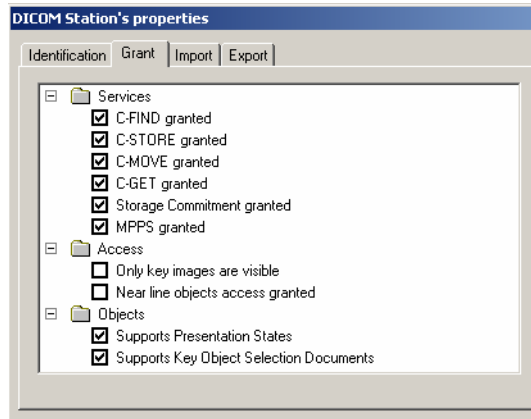 DICOM Station's properties
Identification Grant Import Export
Services
C-FIND granted
C-STORE granted
C-MOVE granted
C-GET granted
Storage Commitment granted
MPPS granted
Access
Only key images are visible
Near line objects access granted
Objects
Supports Presentation States
Supports Key Object Selection Documents